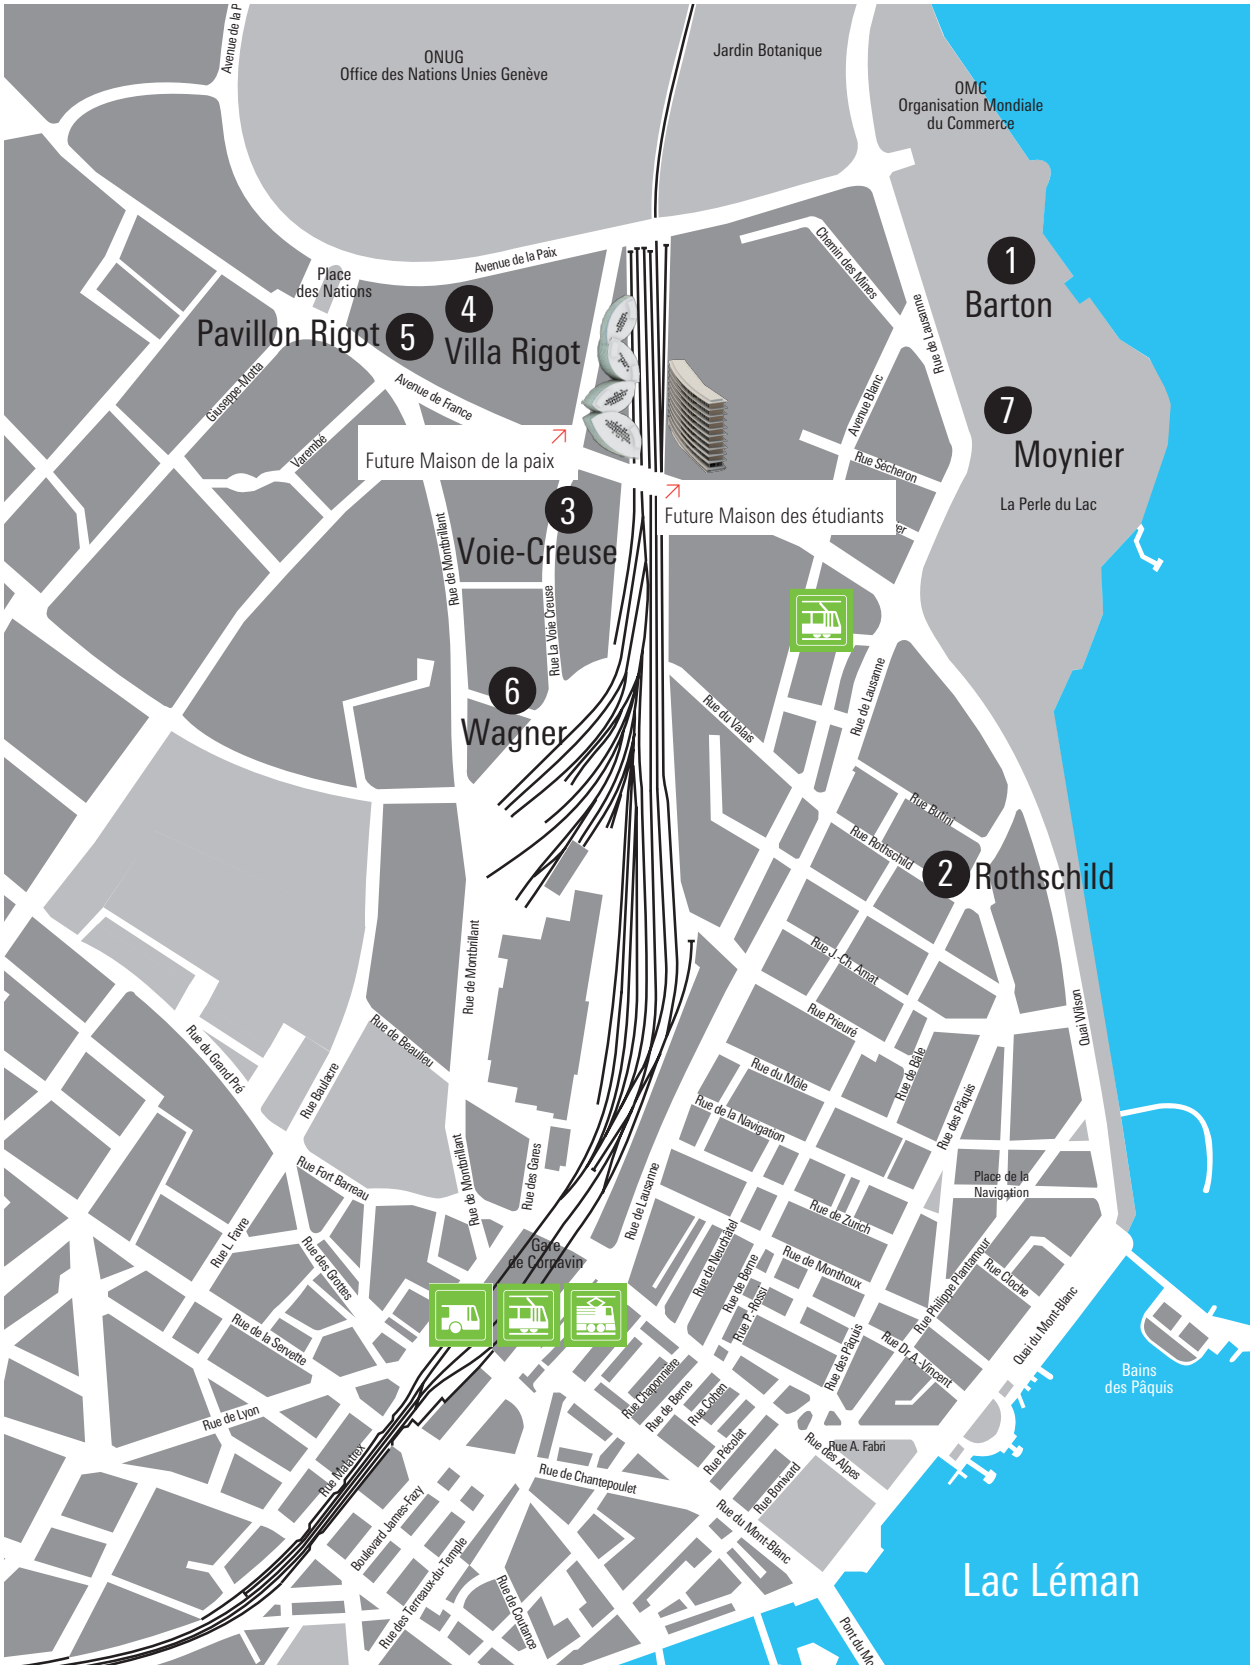 Avenue de la P
ONUG
Office des Nations Unies Genève
Jardin Botanique
OMC
Organisation Mondiale
du Commerce
Avenue de la Paix
Chemin des Mines
Place
des Nations
1
Barton
Rue de Lausanne
4
Villa Rigot
Pavillon Rigot
5
Giuseppe-Motta
Avenue de France
Avenue Blanc
7
Moynier
Varembé
Future Maison de la paix
Rue Sécheron
La Perle du Lac
Future Maison des étudiants
er
3
Voie-Creuse
Rue de Montbrillant
Rue La Voie Creuse
6
Wagner
Rue du Valais
Rue de Lausanne
Rue Butini
Rue Rothschild
2
Rothschild
Rue de Montbrillant
Rue J.-Ch. Amat
Rue Prieuré
Quai Wilson
Rue du Grand Pré
Rue de Beaulieu
Rue Baulacre
Rue du Môle
Rue de Bâle
Rue de la Navigation
Rue des Pâquis
Rue Fort Barreau
Rue de Montbrillant
Rue des Gares
Rue de Lausanne
Place de la
Navigation
Rue de Zurich
Rue L. Favre
Rue des Grottes
Gare
de Cornavin
Rue de Neuchâtel
Rue de Berne
Rue P.-Rossi
Rue de Monthoux
Rue Philippe Plantamour
Rue Cloche
Quai du Mont-Blanc
Rue de la Servette
Rue Dr. A.-Vincent
Rue des Pâquis
Bains
des Pâquis
Rue Chaponnière
Rue de Berne
Rue Cohen
Rue de Lyon
Rue Pécolat
Rue A. Fabri
Rue des Alpes
Rue Malatrex
Rue de Chantepoulet
Rue Bonivard
Boulevard James-Fazy
Rue du Mont-Blanc
Rue des Terreaux-du-Temple
Rue de Coutance
Lac Léman
Pont du Mo